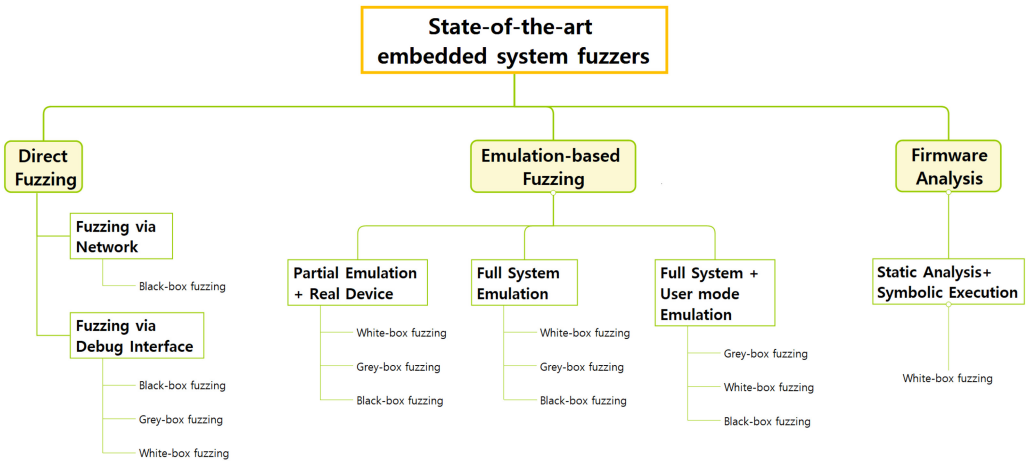 State-of-the-art
embedded system fuzzers
Direct
Fuzzing
Fuzzing via
Network
Black-box fuzzing
Fuzzing via
Debug Interface
Black-box fuzzing
Grey-box fuzzing
White-box fuzzing
Emulation-based
Fuzzing
Partial Emulation
+ Real Device
White-box fuzzing
Grey-box fuzzing
Black-box fuzzing
Full System
Emulation
White-box fuzzing
Grey-box fuzzing
Black-box fuzzing
Full System +
User mode
Emulation
Grey-box fuzzing
White-box fuzzing
Black-box fuzzing
Firmware
Analysis
Static Analysis+
Symbolic Execution
White-box fuzzing